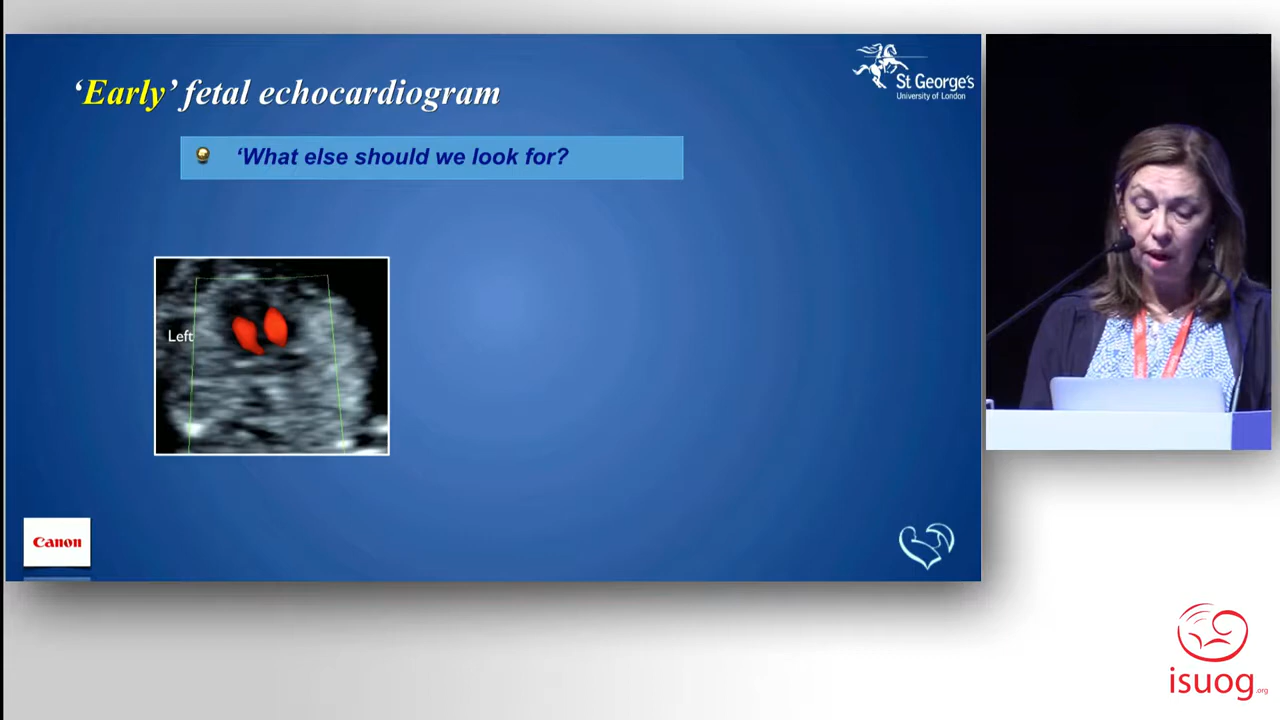 ‘Early’ fetal echocardiogram
St George's
University of London
‘What else should we look for?
Left
Canon
isuog.org